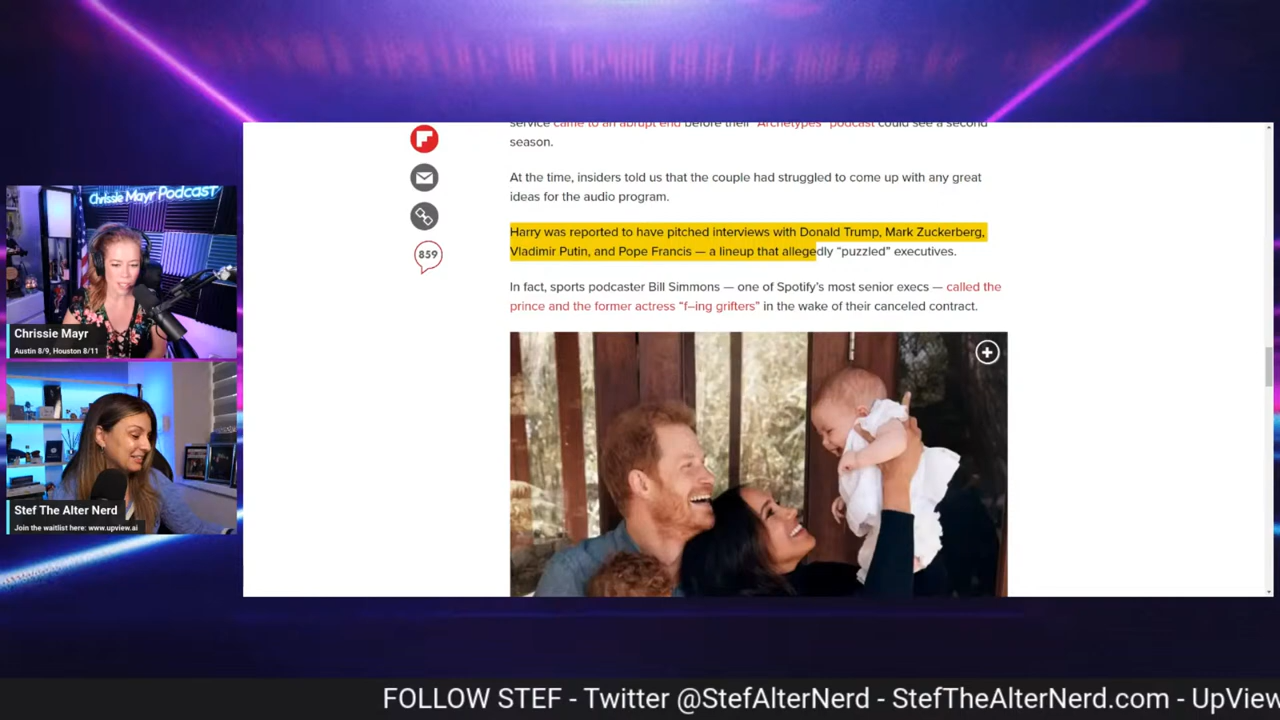 service came to an abrupt end before their "Archetypes" podcast could see a second
season.
At the time, insiders told us that the couple had struggled to come up with any great
ideas for the audio program.
Harry was reported to have pitched interviews with Donald Trump, Mark Zuckerberg,
Vladimir Putin, and Pope Francis — a lineup that allegedly “puzzled” executives.
In fact, sports podcaster Bill Simmons — one of Spotify’s most senior execs — called the
prince and the former actress “f–ing grifters” in the wake of their canceled contract.
859
Chrissie Mayr Podcast
Chrissie Mayr
Austin 8/9, Houston 8/11
Stef The Alter Nerd
Join the waitlist here: www.upview.ai
FOLLOW STEF - Twitter @StefAlterNerd - StefTheAlterNerd.com - UpView